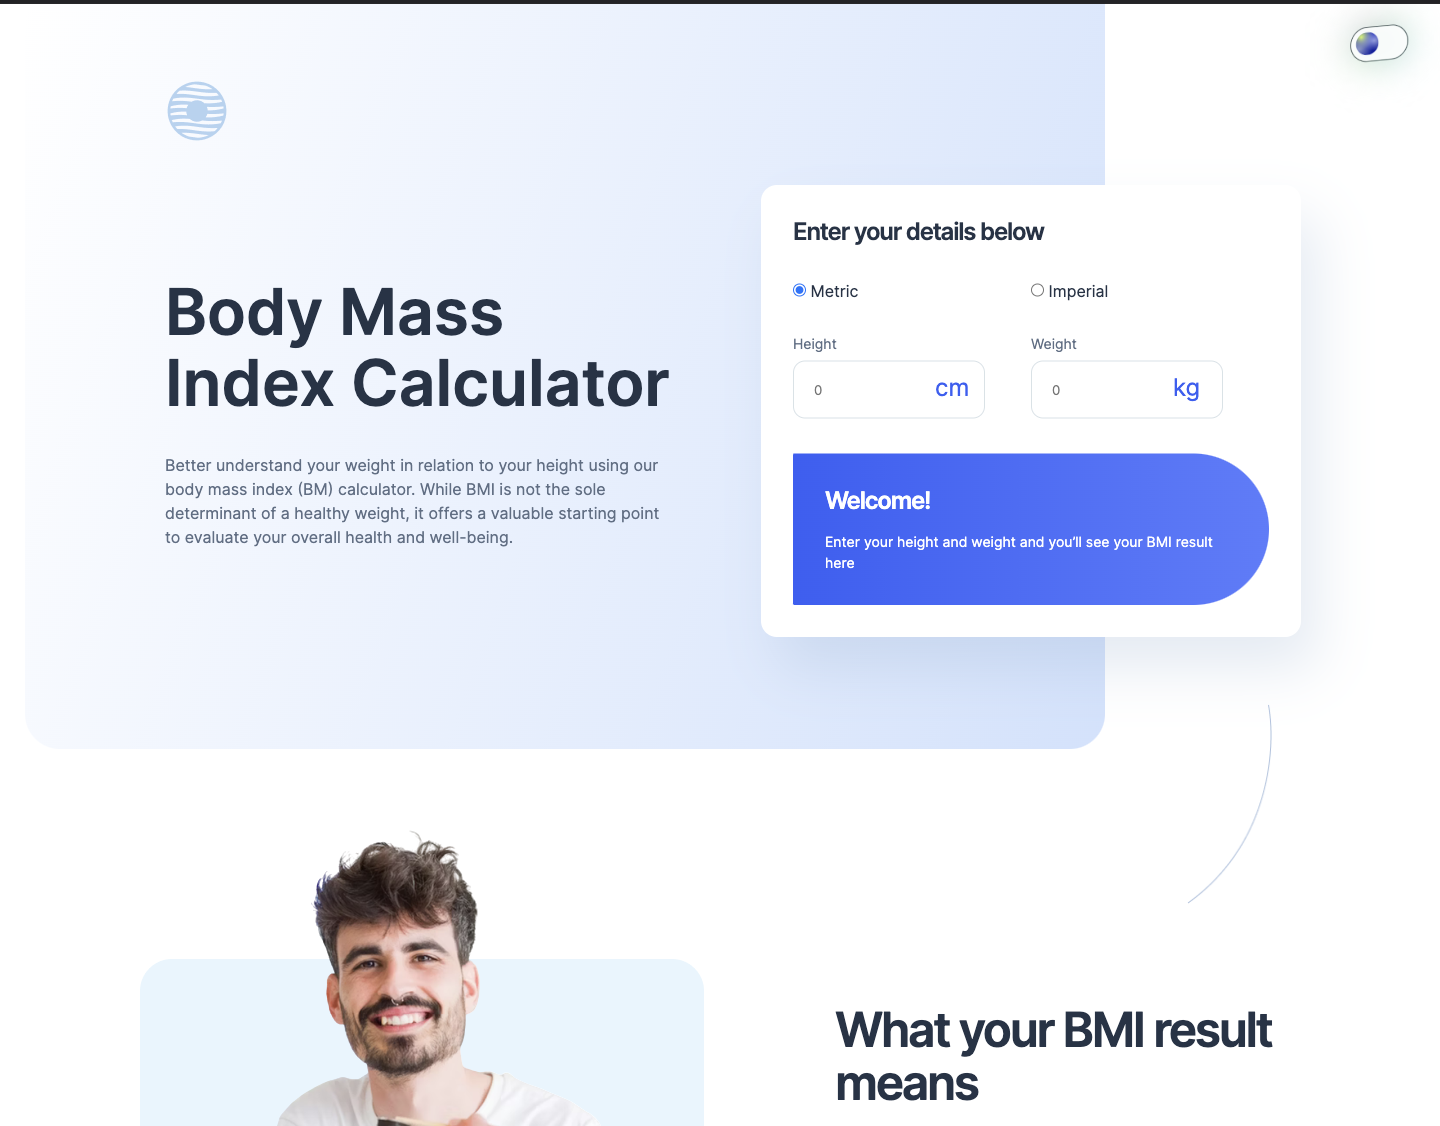 Body Mass
Index Calculator
Better understand your weight in relation to your height using our
body mass index (BM) calculator. While BMI is not the sole
determinant of a healthy weight, it offers a valuable starting point
to evaluate your overall health and well-being.
Enter your details below
Metric
Imperial
Height
Weight
0 cm
0 kg
Welcome!
Enter your height and weight and you’ll see your BMI result
here
What your BMI result
means